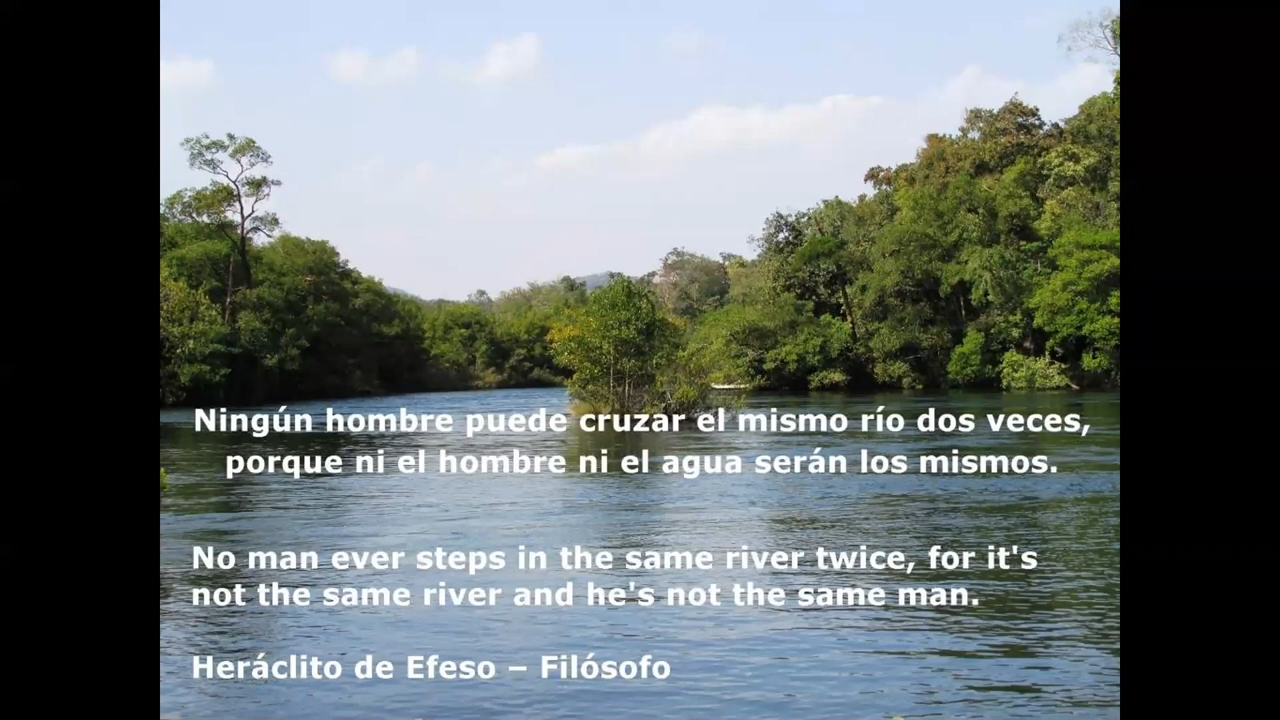 Ningún hombre puede cruzar el mismo río dos veces,
porque ni el hombre ni el agua serán los mismos.
No man ever steps in the same river twice, for it's
not the same river and he's not the same man.
Heráclito de Efeso – Filósofo